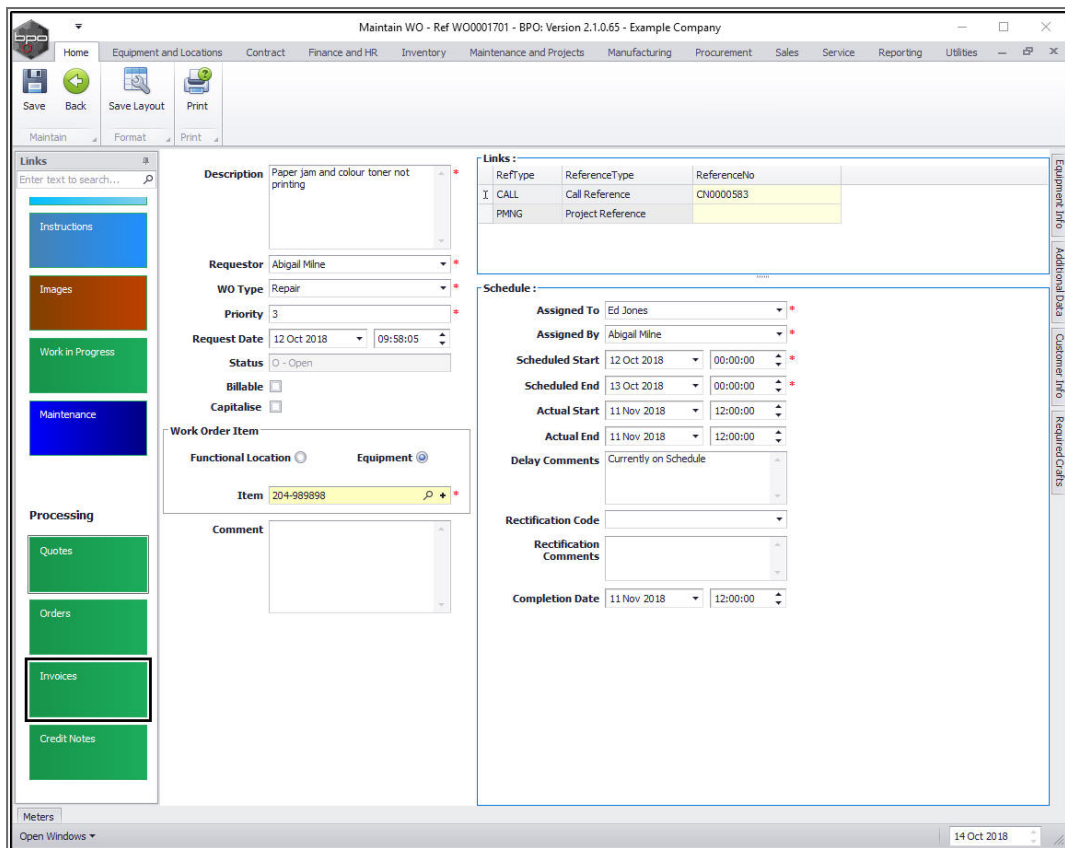 Maintain WO - Ref WO0001701 - BPO: Version 2.1.0.65 - Example Company
bpo
Home Equipment and Locations Contract Finance and HR Inventory Maintenance and Projects Manufacturing Procurement Sales Service Reporting Utilities
Save Back Save Layout Print
Maintain Format Print
Links
Enter text to search...
Instructions
Images
Work in Progress
Maintenance
Processing
Quotes
Orders
Invoices
Credit Notes
Description Paper jam and colour toner not
printing *
Requestor Abigail Milne *
WO Type Repair *
Priority 3 *
Request Date 12 Oct 2018 09:58:05
Status O - Open
Billable
Capitalise
Work Order Item
Functional Location Equipment
Item 204-989898 *
Comment
Links :
RefType ReferenceType ReferenceNo
CALL Call Reference CN0000583
PMNG Project Reference
Schedule :
Assigned To Ed Jones *
Assigned By Abigail Milne *
Scheduled Start 12 Oct 2018 00:00:00 *
Scheduled End 13 Oct 2018 00:00:00 *
Actual Start 11 Nov 2018 12:00:00
Actual End 11 Nov 2018 12:00:00
Delay Comments Currently on Schedule
Rectification Code
Rectification
Comments
Completion Date 11 Nov 2018 12:00:00
Equipment Info
Additional Data
Customer Info
Required Crafts
Meters
Open Windows 14 Oct 2018